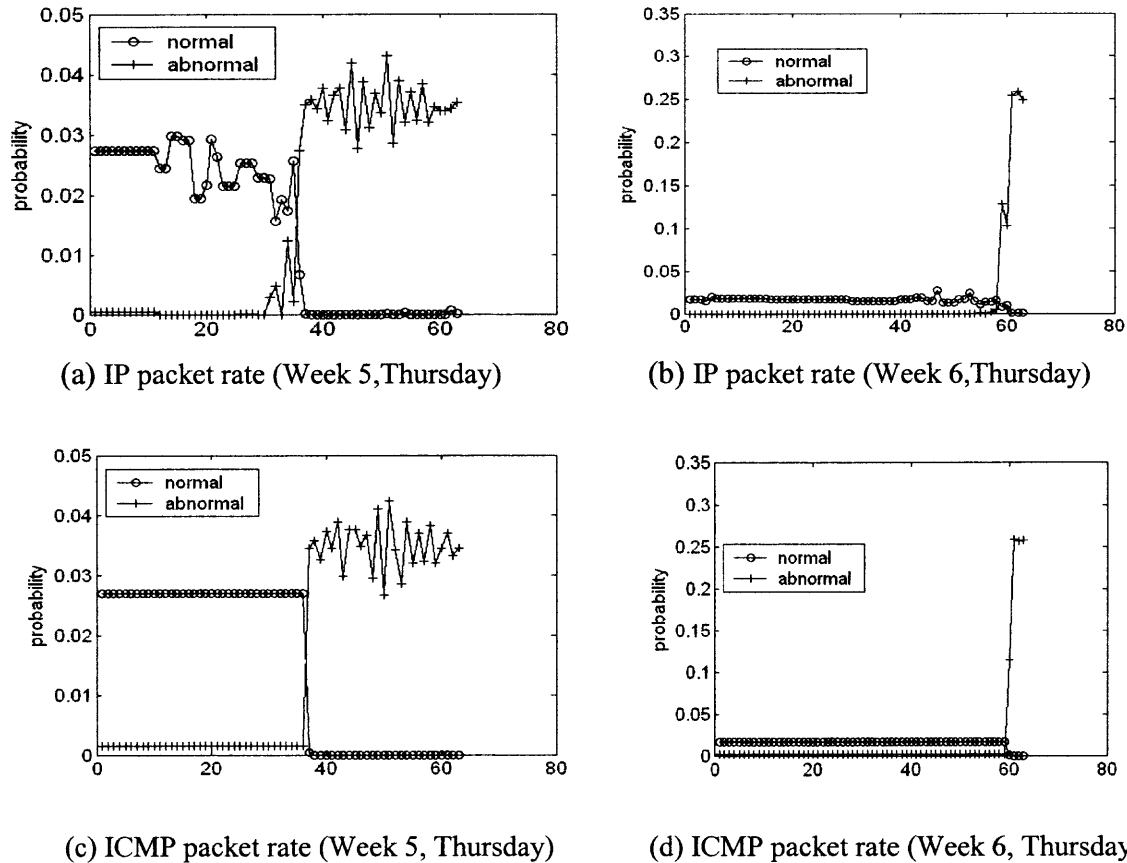 0.05
0.04
0.03
0.02
0.01
0
0 20 40 60 80
probability
normal
abnormal
(a) IP packet rate (Week 5,Thursday)
0.35
0.3
0.25
0.2
0.15
0.1
0.05
0
0 20 40 60 80
probability
normal
abnormal
(b) IP packet rate (Week 6,Thursday)
0.05
0.04
0.03
0.02
0.01
0
0 20 40 60 80
probability
normal
abnormal
(c) ICMP packet rate (Week 5, Thursday)
0.35
0.3
0.25
0.2
0.15
0.1
0.05
0
0 20 40 60 80
probability
normal
abnormal
(d) ICMP packet rate (Week 6, Thursday